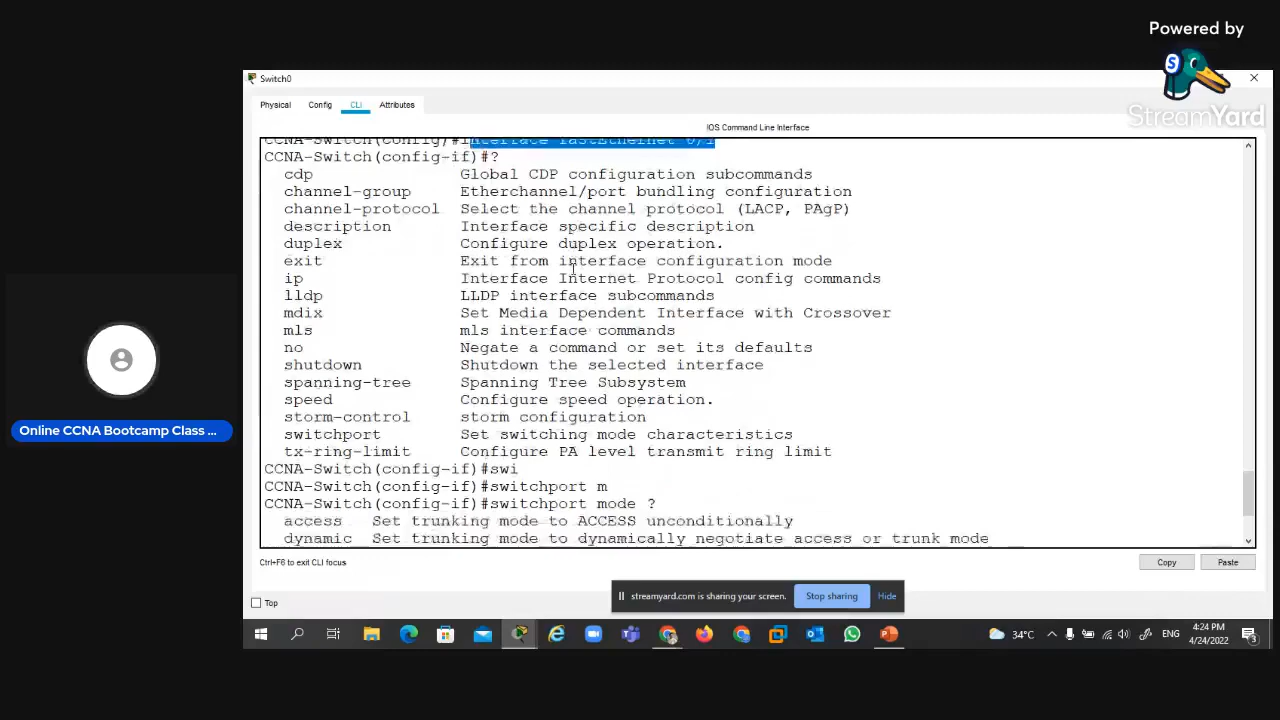 Powered by
StreamYard
Switch0
Physical Config CLI Attributes
IOS Command Line Interface
CCNA-Switch(config)#interface fastEthernet 0/1
CCNA-Switch(config-if)#?
cdp Global CDP configuration subcommands
channel-group Etherchannel/port bundling configuration
channel-protocol Select the channel protocol (LACP, PAgP)
description Interface specific description
duplex Configure duplex operation.
exit Exit from interface configuration mode
ip Interface Internet Protocol config commands
lldp LLDP interface subcommands
mdix Set Media Dependent Interface with Crossover
mls mls interface commands
no Negate a command or set its defaults
shutdown Shutdown the selected interface
spanning-tree Spanning Tree Subsystem
speed Configure speed operation.
storm-control storm configuration
switchport Set switching mode characteristics
tx-ring-limit Configure PA level transmit ring limit
CCNA-Switch(config-if)#swi
CCNA-Switch(config-if)#switchport m
CCNA-Switch(config-if)#switchport mode ?
access Set trunking mode to ACCESS unconditionally
dynamic Set trunking mode to dynamically negotiate access or trunk mode
Ctrl+F6 to exit CLI focus
Copy Paste
streamyard.com is sharing your screen. Stop sharing Hide
Top
Online CCNA Bootcamp Class ...
34°C ENG
4:24 PM
4/24/2022
3